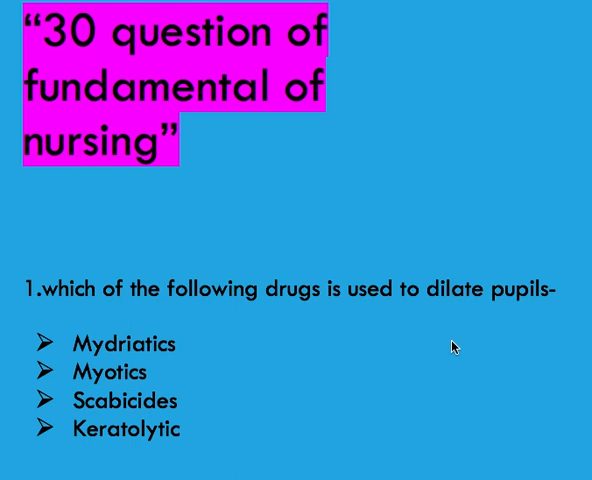 “30 question of
fundamental of
nursing”
1.which of the following drugs is used to dilate pupils-
➢ Mydriatics
➢ Myotics
➢ Scabicides
➢ Keratolytic